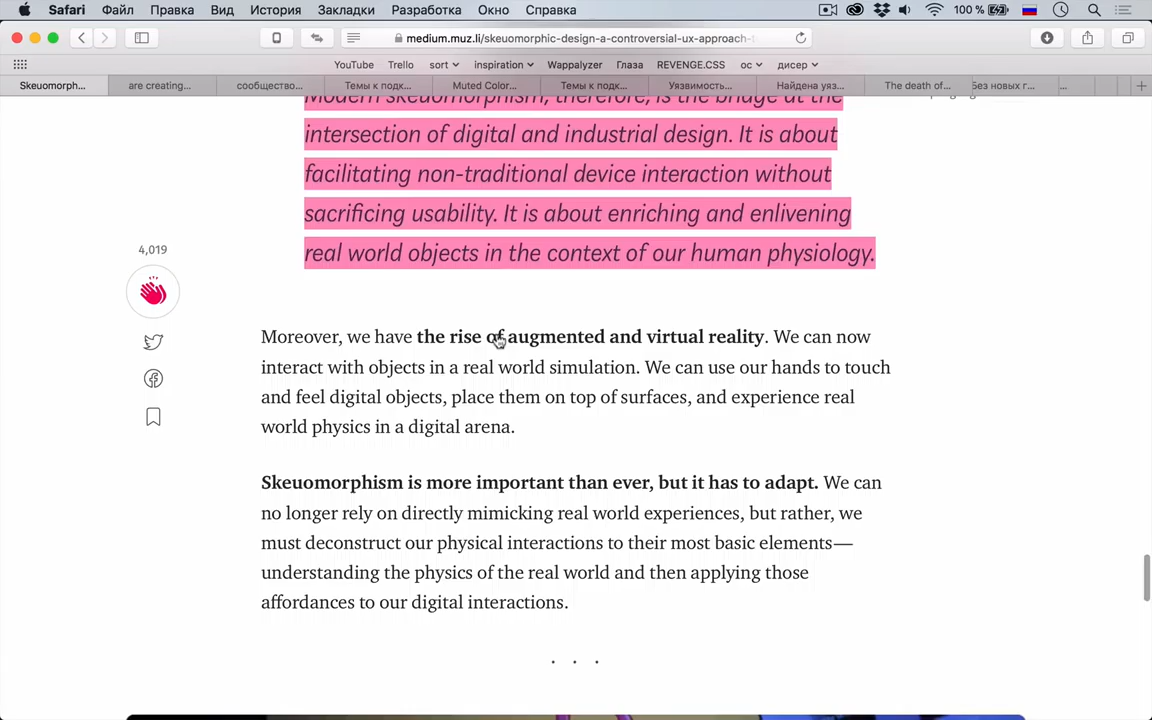 Safari Файл Правка Вид История Закладки Разработка Окно Справка 100 %
medium.muz.li/skeuomorphic-design-a-controversial-ux-approach-
YouTube Trello sort inspiration Wappalyzer Глаза REVENGE.CSS ос дисер
Skeuomorph... are creating... сообщество... Темы к подк... Muted Color... Темы к подк... Уязвимость... Найдена уяз... The death of... Без новых г... ...
Modern skeuomorphism, therefore, is the bridge at the
intersection of digital and industrial design. It is about
facilitating non-traditional device interaction without
sacrificing usability. It is about enriching and enlivening
real world objects in the context of our human physiology.
4,019
Moreover, we have the rise of augmented and virtual reality. We can now
interact with objects in a real world simulation. We can use our hands to touch
and feel digital objects, place them on top of surfaces, and experience real
world physics in a digital arena.
Skeuomorphism is more important than ever, but it has to adapt. We can
no longer rely on directly mimicking real world experiences, but rather, we
must deconstruct our physical interactions to their most basic elements—
understanding the physics of the real world and then applying those
affordances to our digital interactions.
. . .